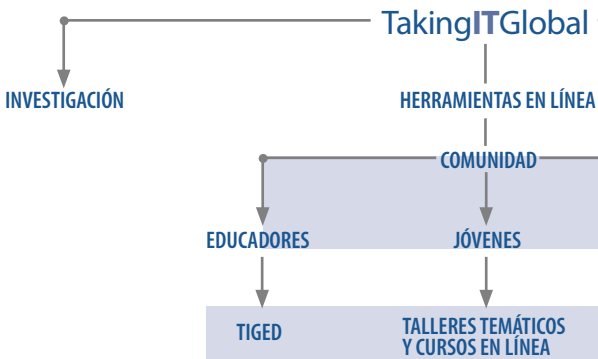 TakingITGlobal
INVESTIGACIÓN
HERRAMIENTAS EN LÍNEA
COMUNIDAD
EDUCADORES
JÓVENES
TIGED
TALLERES TEMÁTICOS
Y CURSOS EN LÍNEA